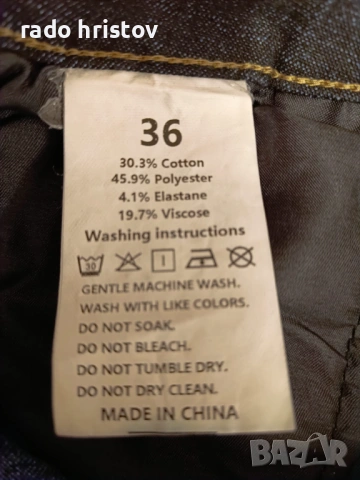 rado hristov
36
30.3% Cotton
45.9% Polyester
4.1% Elastane
19.7% Viscose
Washing instructions
30
GENTLE MACHINE WASH.
WASH WITH LIKE COLORS.
DO NOT SOAK.
DO NOT BLEACH.
DO NOT TUMBLE DRY.
DO NOT DRY CLEAN.
MADE IN CHINA
BAZAR